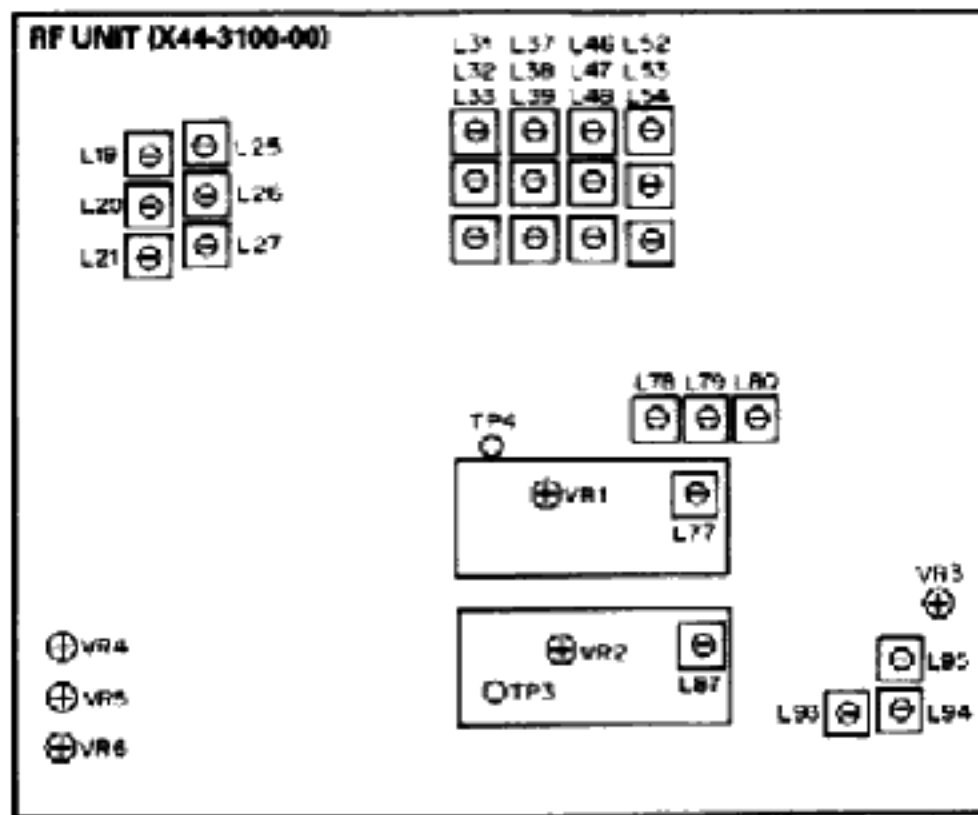 RF UNIT (X44-3100-00)
L31 L37 L46 L52
L32 L38 L47 L53
L33 L39 L48 L54
L19
L25
L20
L26
L21
L27
L78 L79 L80
TP4
VR1
L77
VR3
VR4
VR2
L95
VR5
TP3
L87
L93
L94
VR6